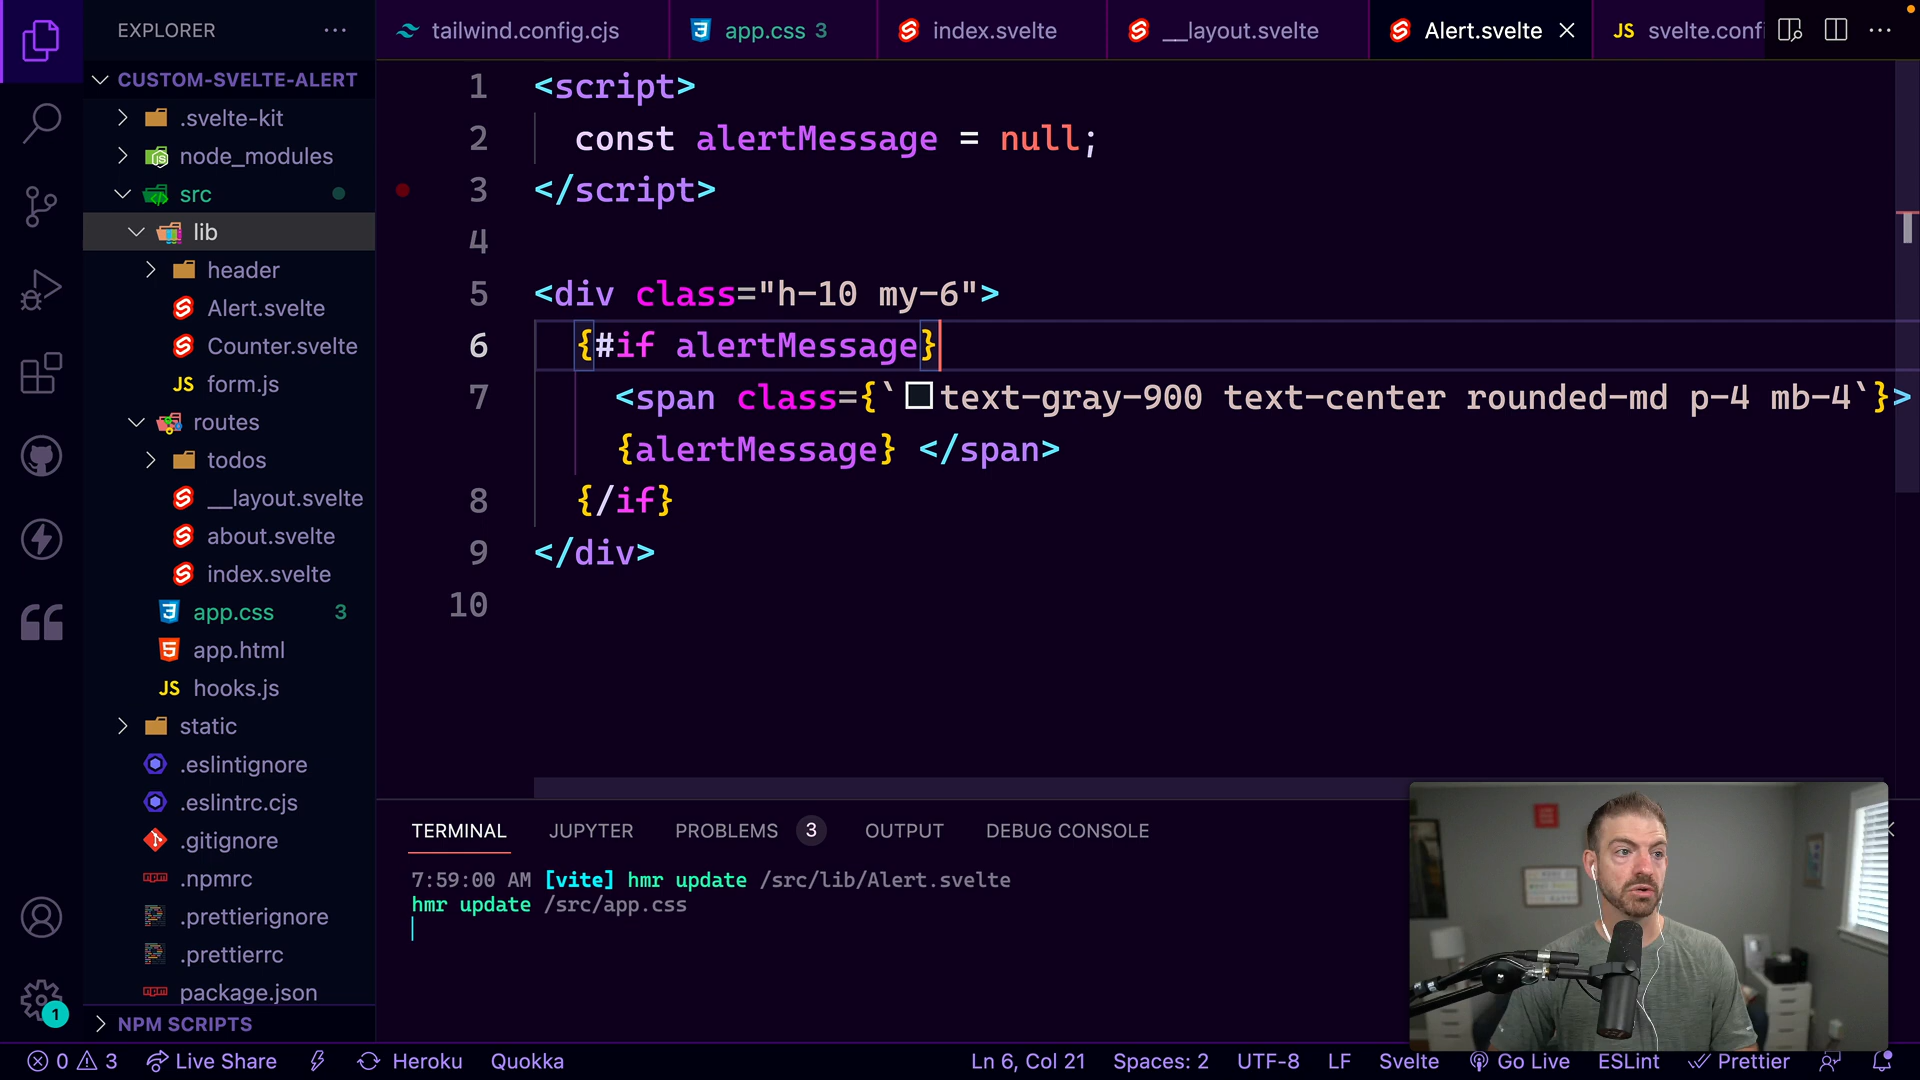 EXPLORER
tailwind.config.cjs
app.css 3
index.svelte
__layout.svelte
Alert.svelte
JS svelte.conf
CUSTOM-SVELTE-ALERT
.svelte-kit
node_modules
src
lib
header
Alert.svelte
Counter.svelte
JS form.js
routes
todos
__layout.svelte
about.svelte
index.svelte
app.css 3
app.html
JS hooks.js
static
.eslintignore
.eslintrc.cjs
.gitignore
.npmrc
.prettierignore
.prettierrc
package.json
NPM SCRIPTS
1
1 <script>
2 const alertMessage = null;
3 </script>
4
5 <div class="h-10 my-6">
6 {#if alertMessage}
7 <span class={`text-gray-900 text-center rounded-md p-4 mb-4`}>
{alertMessage} </span>
8 {/if}
9 </div>
10
TERMINAL JUPYTER PROBLEMS 3 OUTPUT DEBUG CONSOLE
7:59:00 AM [vite] hmr update /src/lib/Alert.svelte
hmr update /src/app.css
0 3 Live Share Heroku Quokka Ln 6, Col 21 Spaces: 2 UTF-8 LF Svelte Go Live ESLint Prettier